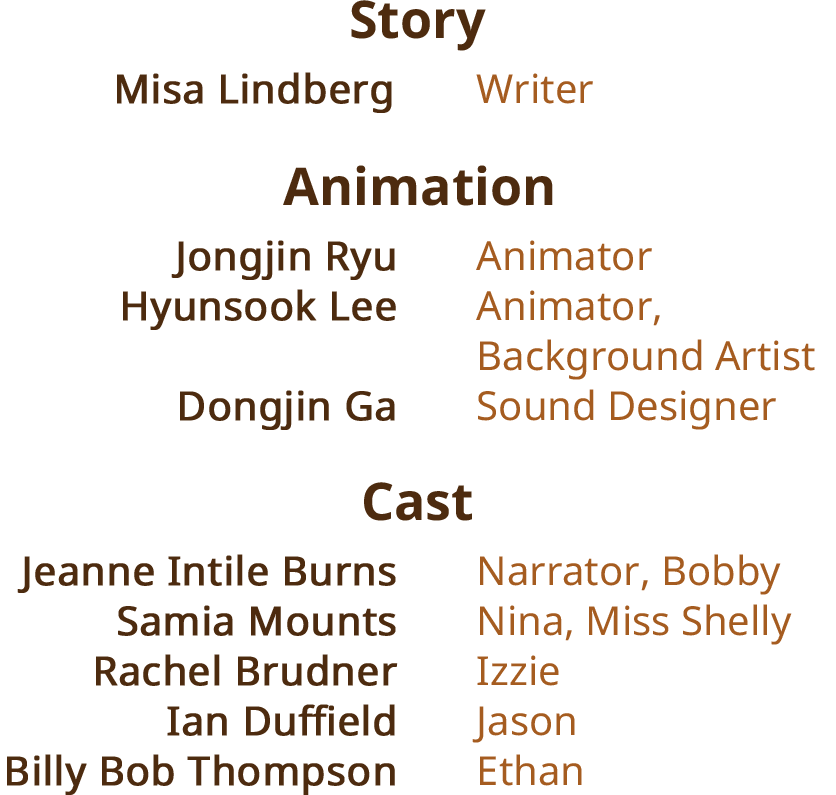 Story
Misa Lindberg Writer
Animation
Jongjin Ryu Animator
Hyunsook Lee Animator,
Background Artist
Dongjin Ga Sound Designer
Cast
Jeanne Intile Burns Narrator, Bobby
Samia Mounts Nina, Miss Shelly
Rachel Brudner Izzie
Ian Duffield Jason
Billy Bob Thompson Ethan